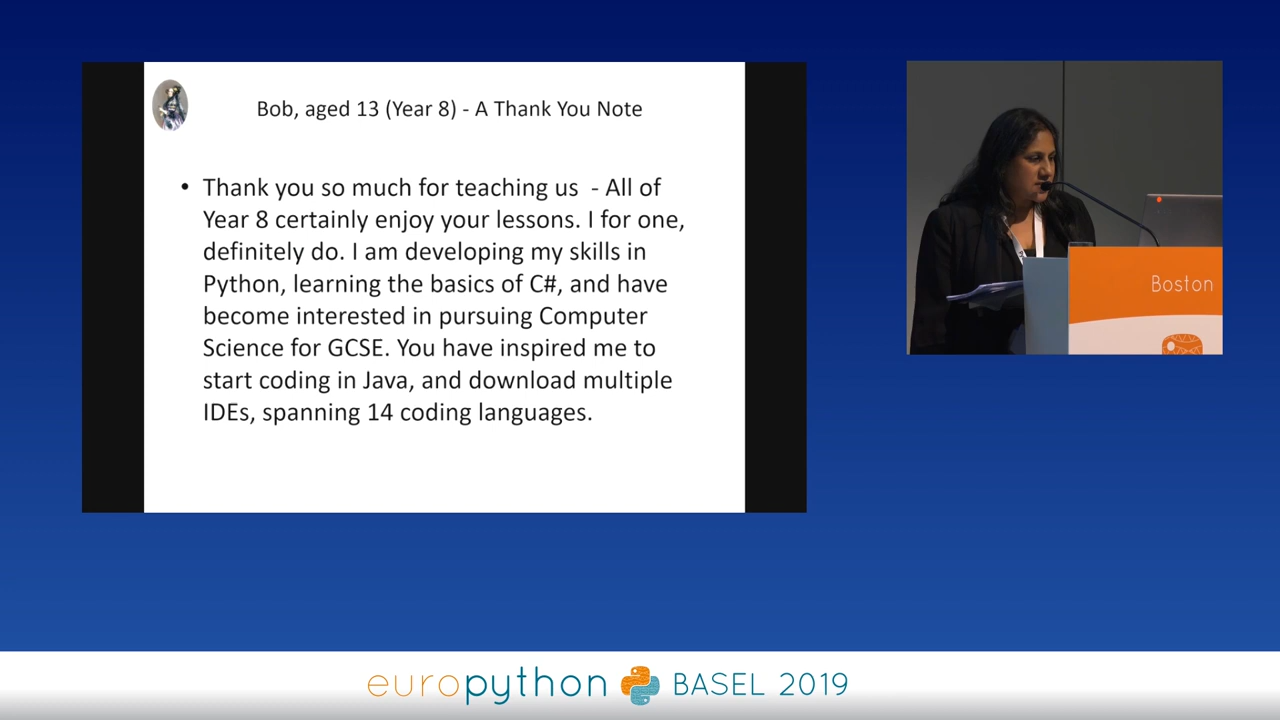 Bob, aged 13 (Year 8) - A Thank You Note
• Thank you so much for teaching us - All of
Year 8 certainly enjoy your lessons. I for one,
definitely do. I am developing my skills in
Python, learning the basics of C#, and have
become interested in pursuing Computer
Science for GCSE. You have inspired me to
start coding in Java, and download multiple
IDEs, spanning 14 coding languages.
Boston
europython BASEL 2019